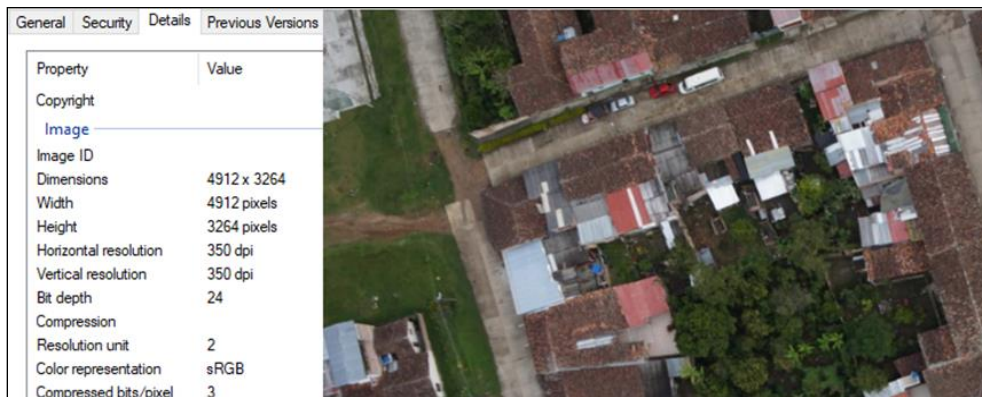 General Security Details Previous Versions
Property Value
Copyright
Image
Image ID
Dimensions 4912 x 3264
Width 4912 pixels
Height 3264 pixels
Horizontal resolution 350 dpi
Vertical resolution 350 dpi
Bit depth 24
Compression
Resolution unit 2
Color representation sRGB
Compressed bits/pixel 3